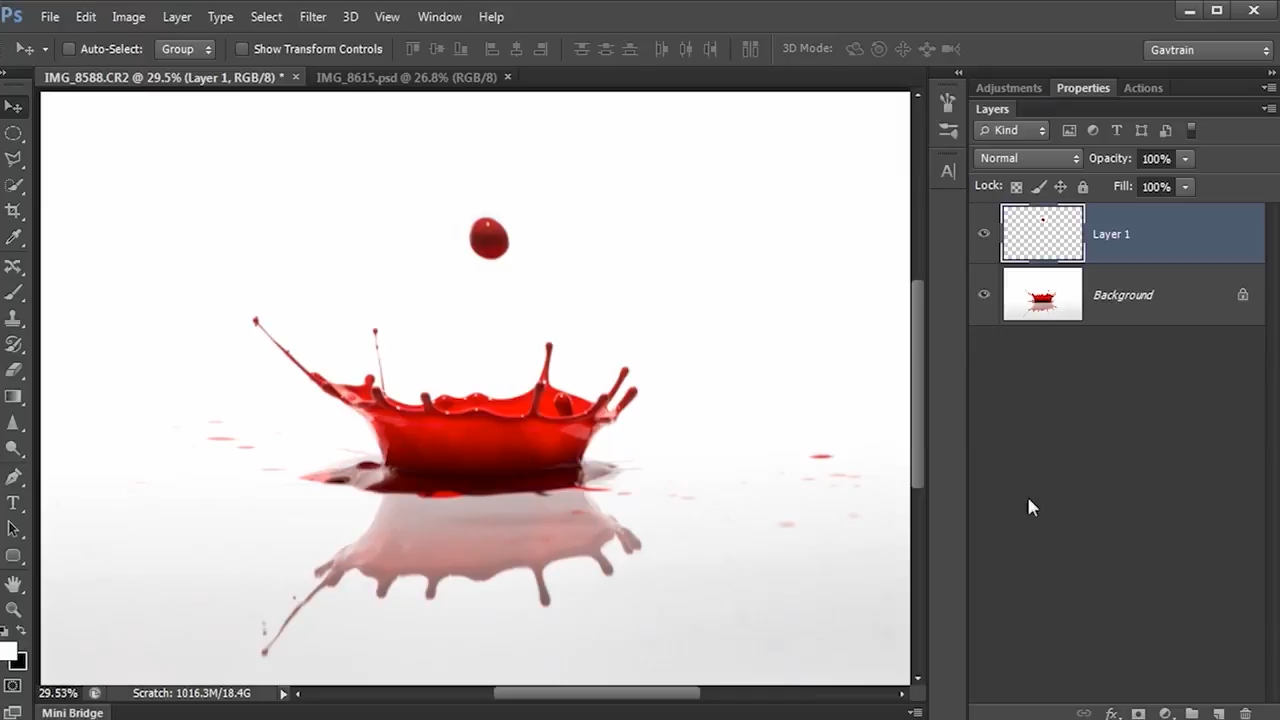 Ps File Edit Image Layer Type Select Filter 3D View Window Help
Auto-Select: Group Show Transform Controls 3D Mode: Gavtrain
IMG_8588.CR2 @ 29.5% (Layer 1, RGB/8) * × IMG_8615.psd @ 26.8% (RGB/8) ×
Adjustments Properties Actions
Layers
Kind
Normal Opacity: 100%
Lock: Fill: 100%
Layer 1
Background
29.53% Scratch: 1016.3M/18.4G
Mini Bridge